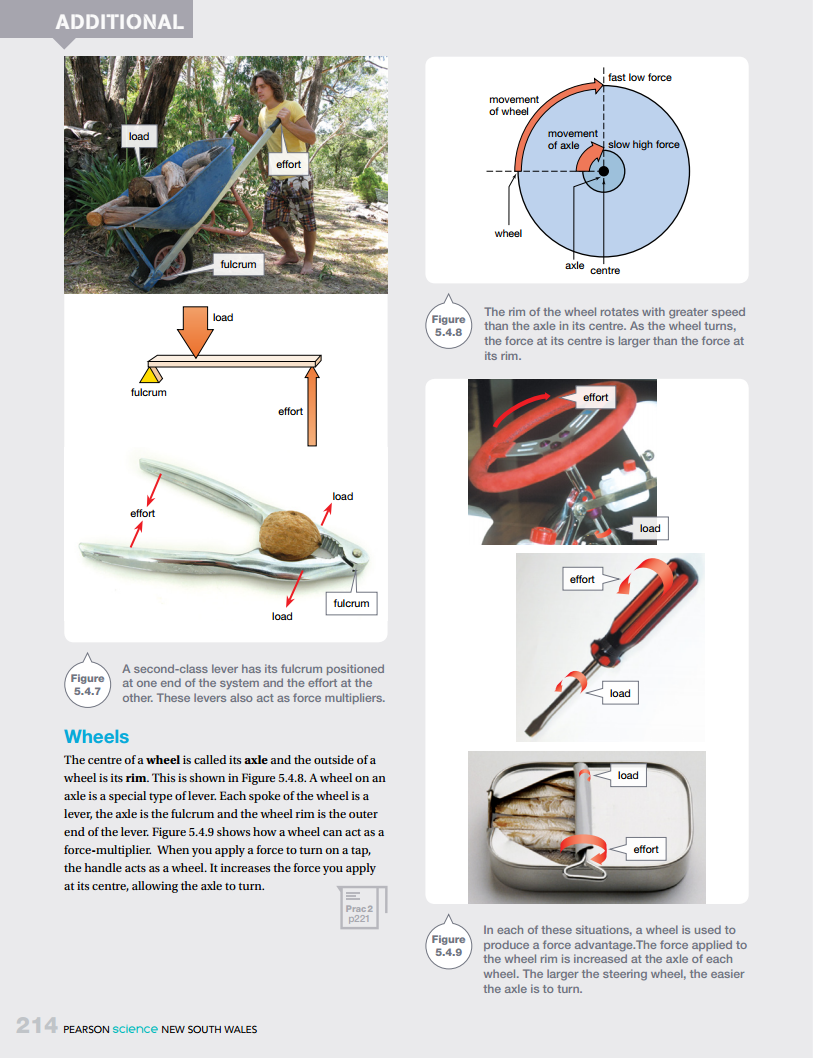 ADDITIONAL
load
effort
fulcrum
load
fulcrum
effort
effort
load
load
fulcrum
Figure
5.4.7
A second-class lever has its fulcrum positioned
at one end of the system and the effort at the
other. These levers also act as force multipliers.
Wheels
The centre of a wheel is called its axle and the outside of a
wheel is its rim. This is shown in Figure 5.4.8. A wheel on an
axle is a special type of lever. Each spoke of the wheel is a
lever, the axle is the fulcrum and the wheel rim is the outer
end of the lever. Figure 5.4.9 shows how a wheel can act as a
force-multiplier. When you apply a force to turn on a tap,
the handle acts as a wheel. It increases the force you apply
at its centre, allowing the axle to turn.
Prac 2
p221
fast low force
movement
of wheel
movement
of axle
slow high force
wheel
axle
centre
Figure
5.4.8
The rim of the wheel rotates with greater speed
than the axle in its centre. As the wheel turns,
the force at its centre is larger than the force at
its rim.
effort
load
effort
load
load
effort
Figure
5.4.9
In each of these situations, a wheel is used to
produce a force advantage.The force applied to
the wheel rim is increased at the axle of each
wheel. The larger the steering wheel, the easier
the axle is to turn.
214 PEARSON science NEW SOUTH WALES